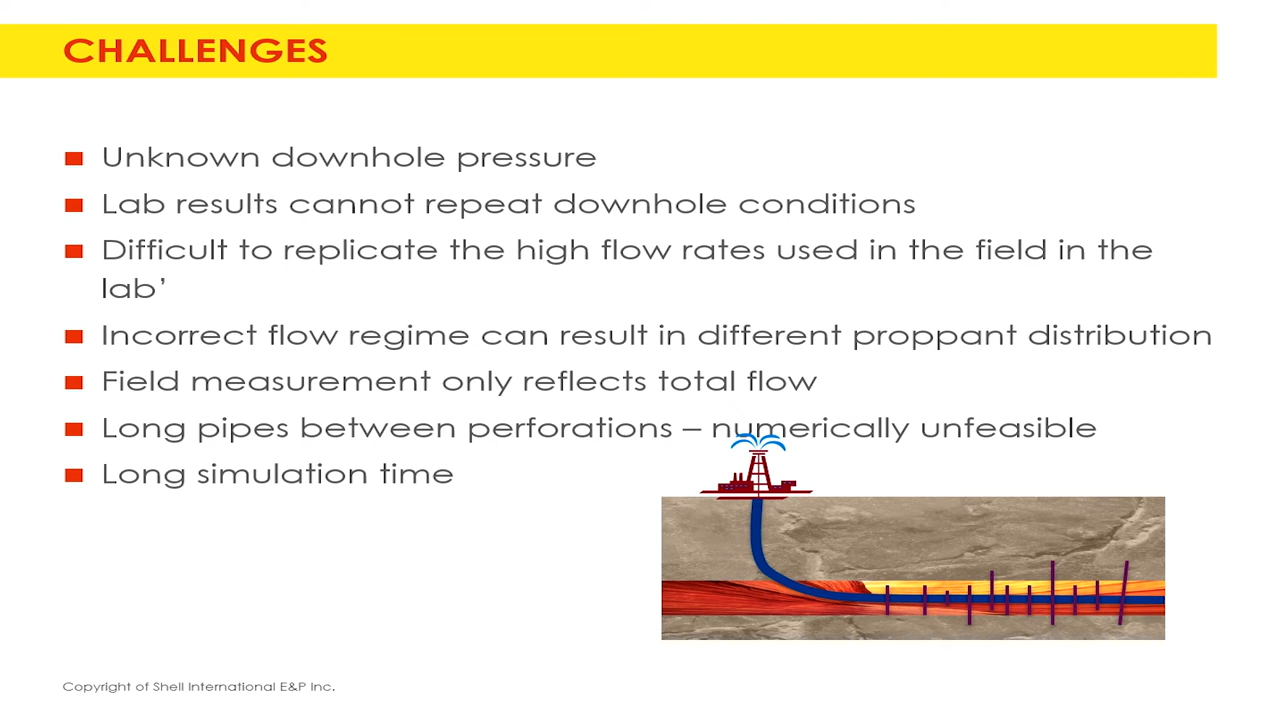 CHALLENGES
Unknown downhole pressure
Lab results cannot repeat downhole conditions
Difficult to replicate the high flow rates used in the field in the
lab’
Incorrect flow regime can result in different proppant distribution
Field measurement only reflects total flow
Long pipes between perforations – numerically unfeasible
Long simulation time
Copyright of Shell International E&P Inc.